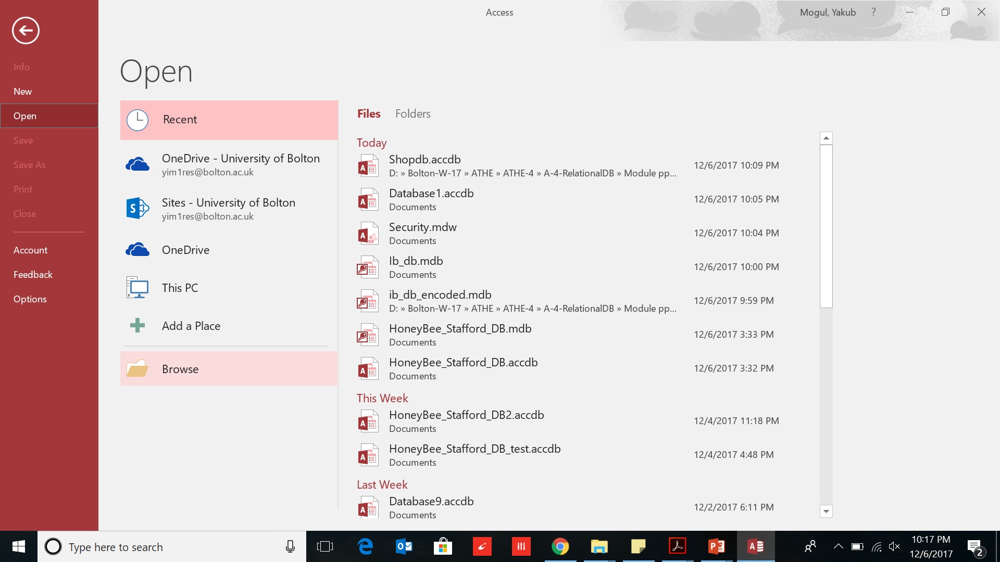 Access
Mogul, Yakub
?
Info
New
Open
Save
Save As
Print
Close
Account
Feedback
Options
Open
Recent
OneDrive - University of Bolton
yim1res@bolton.ac.uk
Sites - University of Bolton
yim1res@bolton.ac.uk
OneDrive
This PC
Add a Place
Browse
Files Folders
Today
Shopdb.accdb
D: » Bolton-W-17 » ATHE » ATHE-4 » A-4-RelationalDB » Module pp...
12/6/2017 10:09 PM
Database1.accdb
Documents
12/6/2017 10:05 PM
Security.mdw
Documents
12/6/2017 10:04 PM
Ib_db.mdb
Documents
12/6/2017 10:00 PM
ib_db_encoded.mdb
D: » Bolton-W-17 » ATHE » ATHE-4 » A-4-RelationalDB » Module pp...
12/6/2017 9:59 PM
HoneyBee_Stafford_DB.mdb
Documents
12/6/2017 3:33 PM
HoneyBee_Stafford_DB.accdb
Documents
12/6/2017 3:32 PM
This Week
HoneyBee_Stafford_DB2.accdb
Documents
12/4/2017 11:18 PM
HoneyBee_Stafford_DB_test.accdb
Documents
12/4/2017 4:48 PM
Last Week
Database9.accdb
Documents
12/2/2017 6:11 PM
Type here to search
10:17 PM
12/6/2017
2